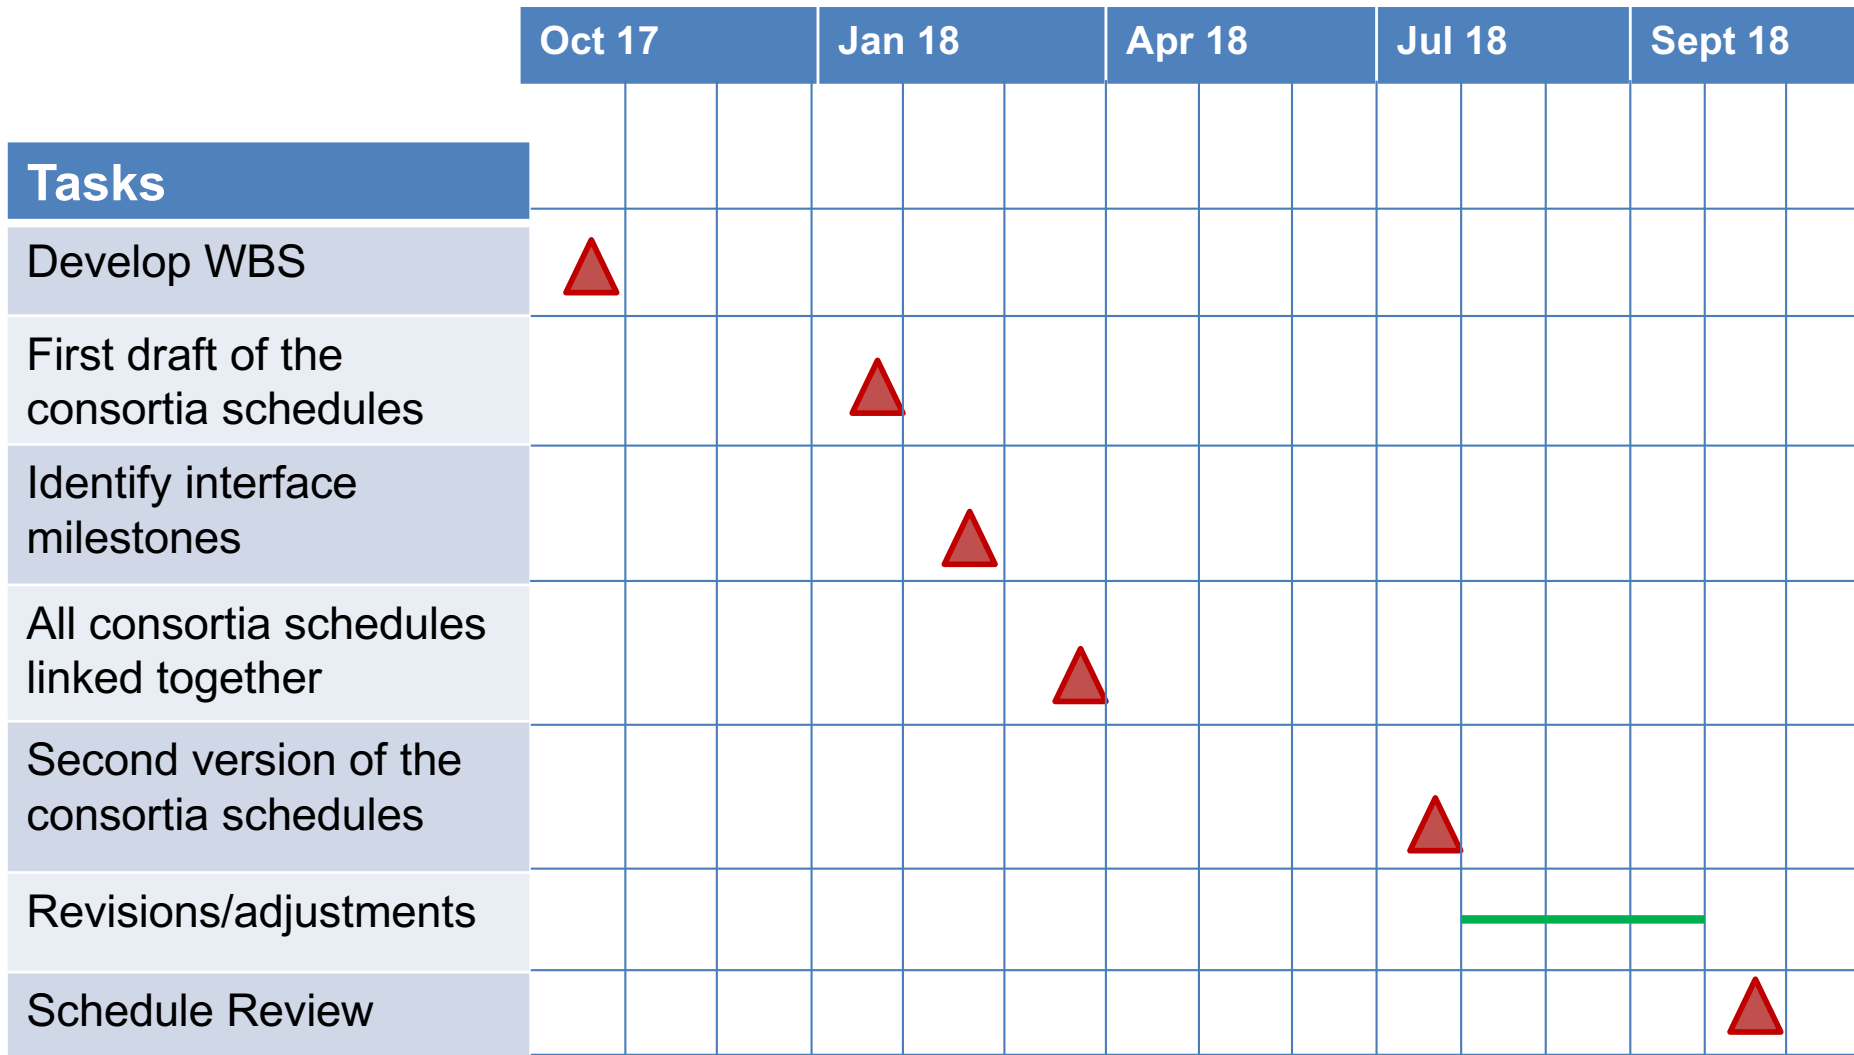 Oct 17 Jan 18 Apr 18 Jul 18 Sept 18
Tasks
Develop WBS
First draft of the
consortia schedules
Identify interface
milestones
All consortia schedules
linked together
Second version of the
consortia schedules
Revisions/adjustments
Schedule Review